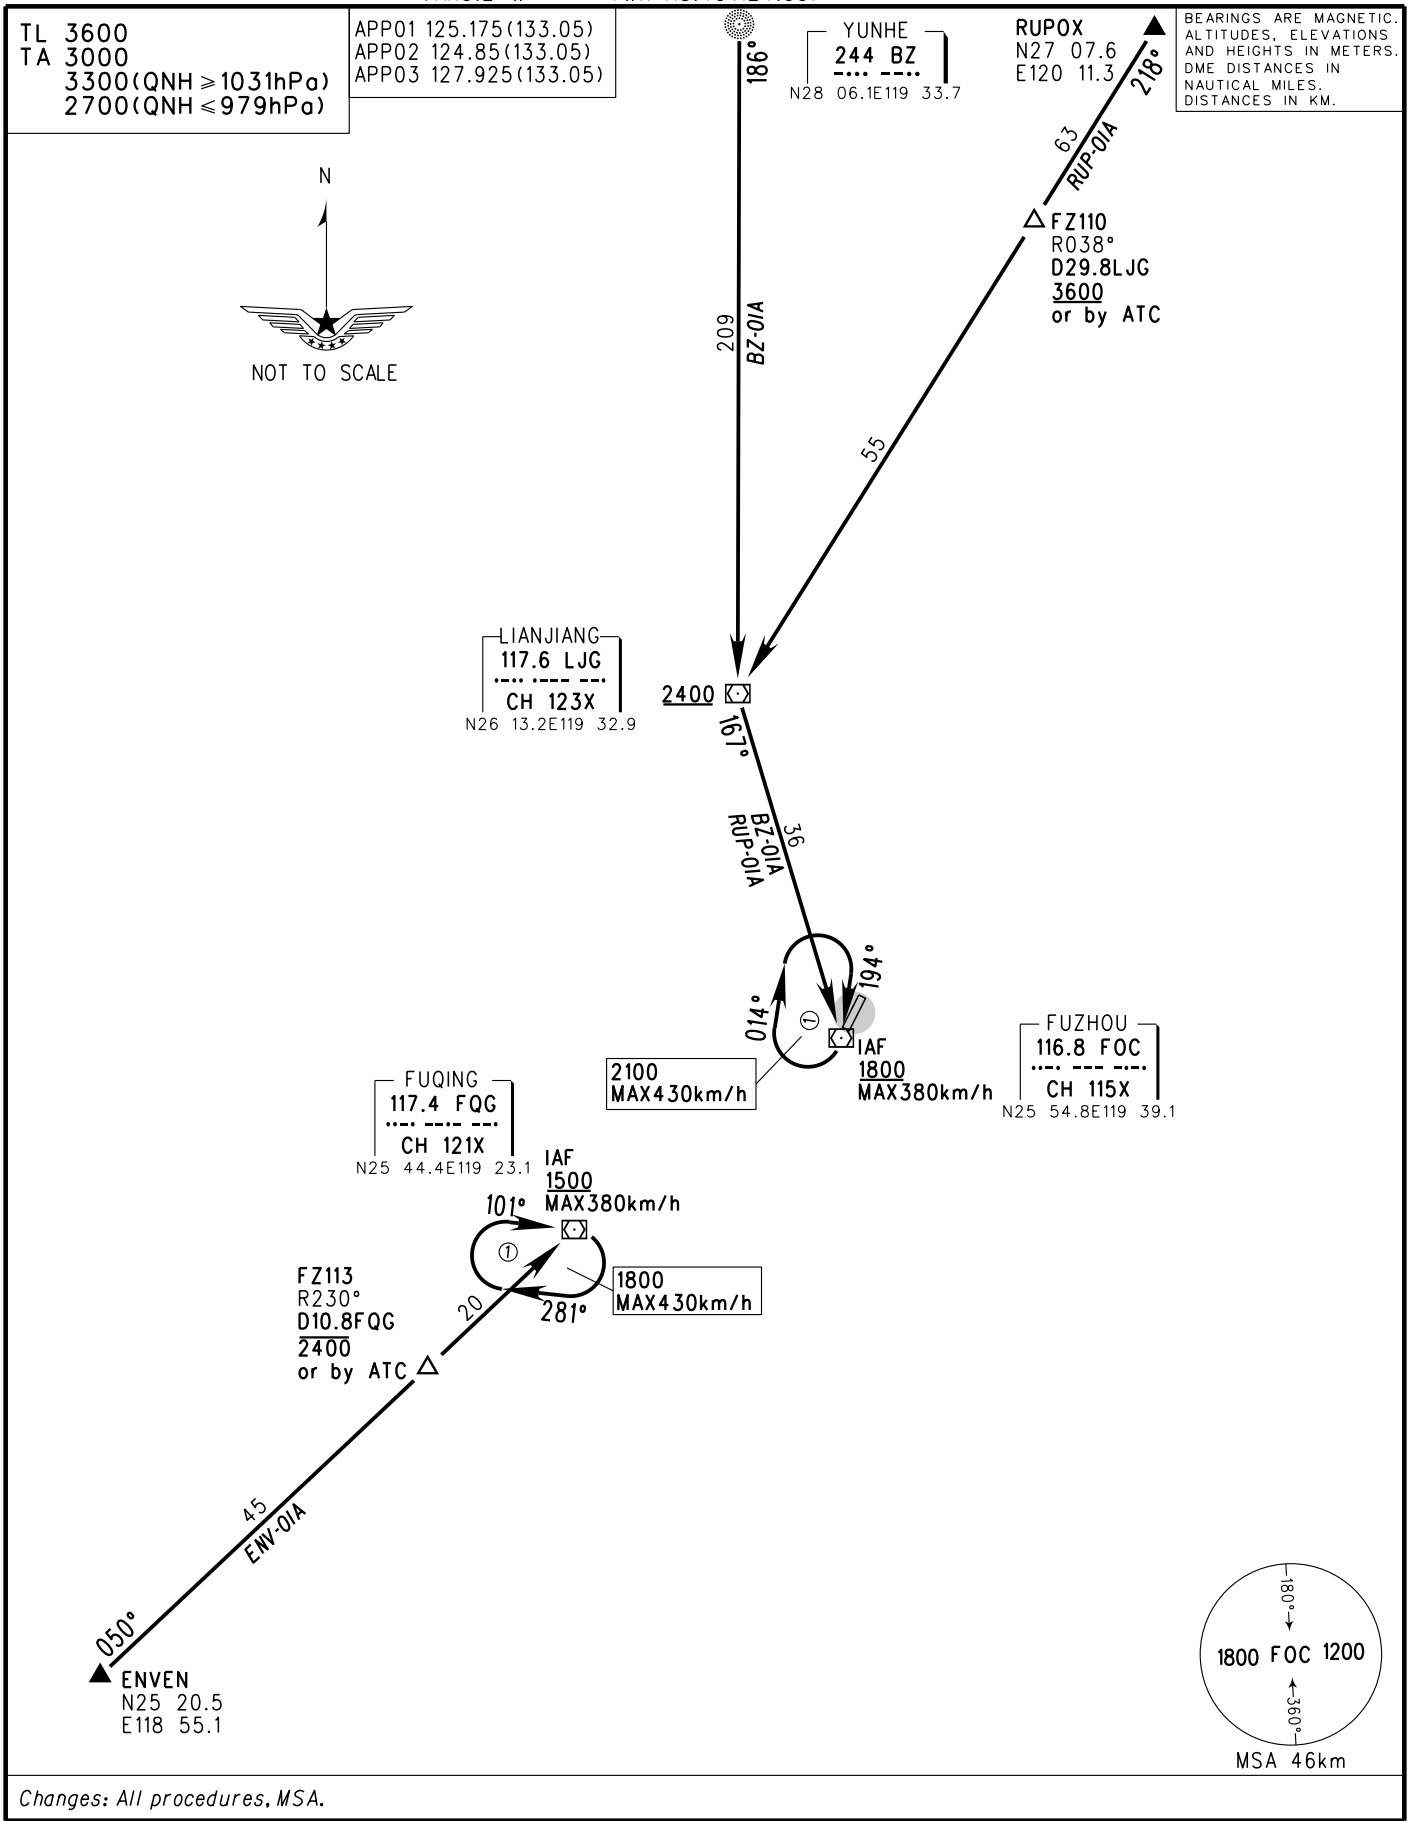 TL 3600
TA 3000
3300(QNH ≥ 1031hPa)
2700(QNH ≤ 979hPa)
APP01 125.175(133.05)
APP02 124.85(133.05)
APP03 127.925(133.05)
186°
YUNHE
244 BZ
N28 06.1E119 33.7
RUPOX
N27 07.6
E120 11.3
218°
BEARINGS ARE MAGNETIC.
ALTITUDES, ELEVATIONS
AND HEIGHTS IN METERS.
DME DISTANCES IN
NAUTICAL MILES.
DISTANCES IN KM.
63
RUP-01A
N
NOT TO SCALE
FZ110
R038°
D29.8LJG
3600
or by ATC
209
BZ-01A
55
LIANJIANG
117.6 LJG
CH 123X
N26 13.2E119 32.9
2400
167°
36
BZ-01A
RUP-01A
194°
014°
①
IAF
1800
MAX380km/h
2100
MAX430km/h
FUZHOU
116.8 FOC
CH 115X
N25 54.8E119 39.1
FUQING
117.4 FQG
CH 121X
N25 44.4E119 23.1
IAF
1500
MAX380km/h
101°
①
281°
1800
MAX430km/h
FZ113
R230°
D10.8FQG
2400
or by ATC
20
45
ENV-01A
050°
ENVEN
N25 20.5
E118 55.1
180°
1800 FOC 1200
360°
MSA 46km
Changes: All procedures, MSA.